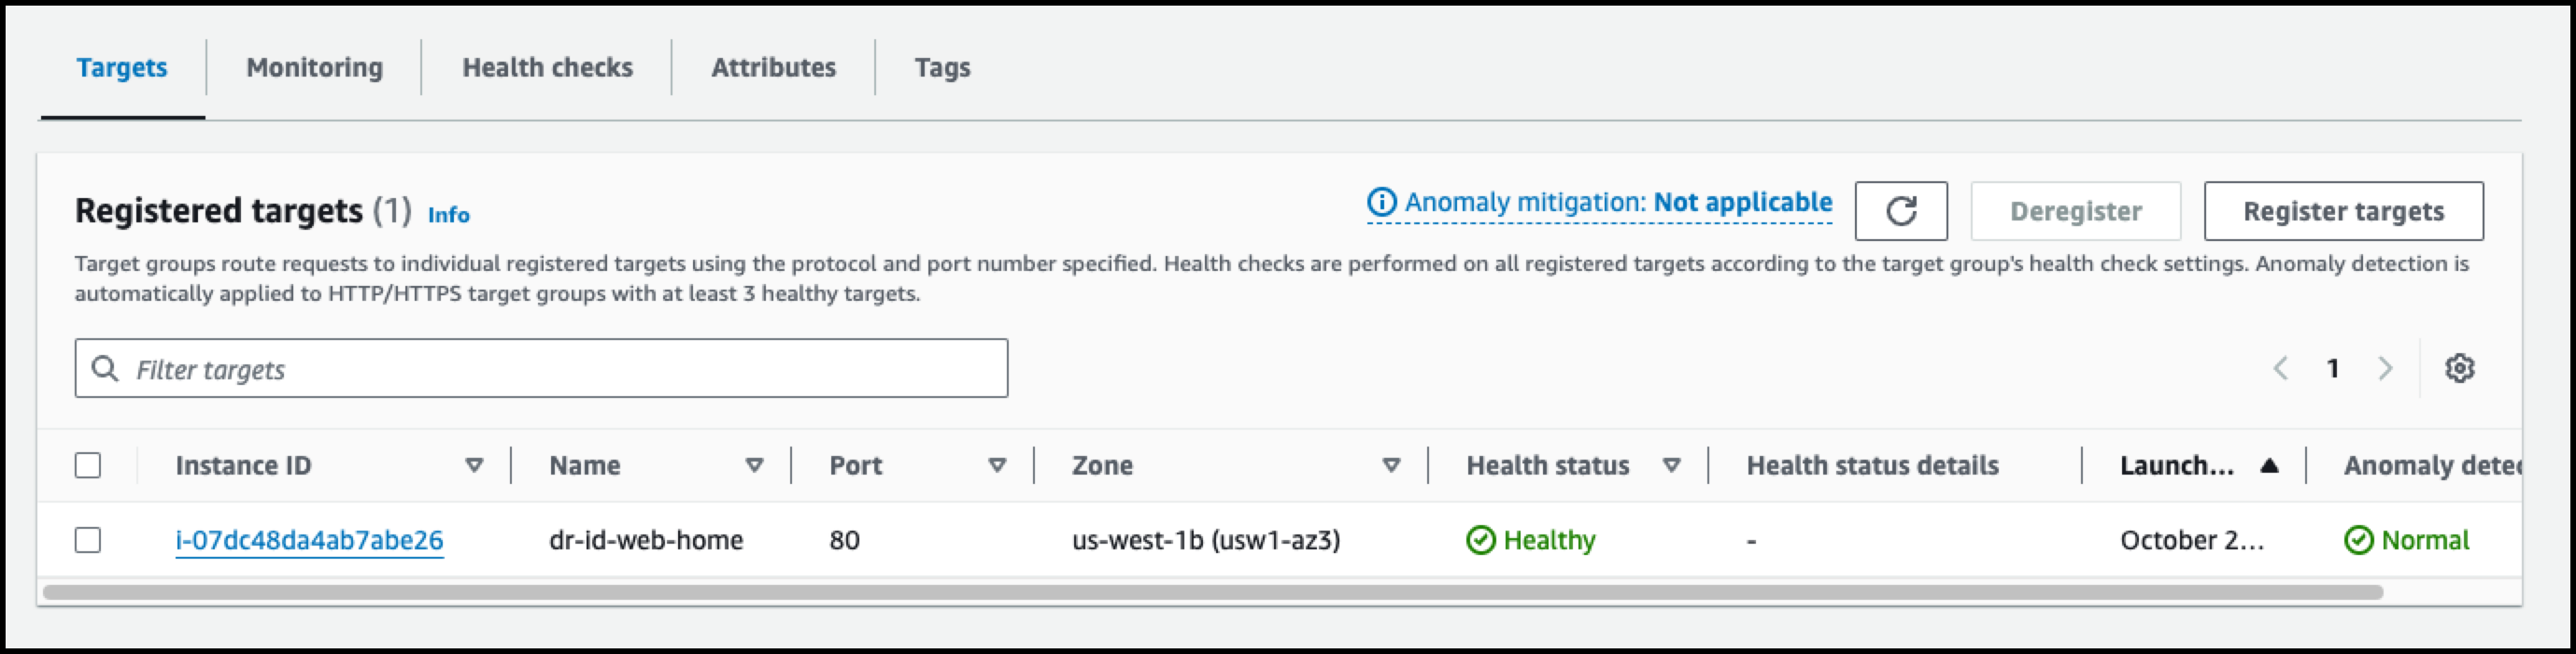 Targets Monitoring Health checks Attributes Tags
Registered targets (1) Info Anomaly mitigation: Not applicable Deregister Register targets
Target groups route requests to individual registered targets using the protocol and port number specified. Health checks are performed on all registered targets according to the target group's health check settings. Anomaly detection is
automatically applied to HTTP/HTTPS target groups with at least 3 healthy targets.
Filter targets 1
Instance ID Name Port Zone Health status Health status details Launch... Anomaly detec
i-07dc48da4ab7abe26 dr-id-web-home 80 us-west-1b (usw1-az3) Healthy - October 2... Normal